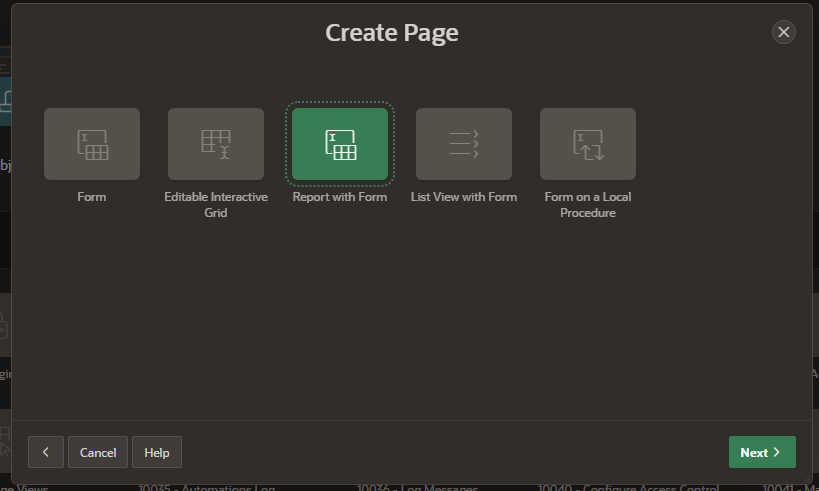 Create Page
Form
Editable Interactive
Grid
Report with Form
List View with Form
Form on a Local
Procedure
Cancel
Help
Next
10035 - Automations Log
10036 - Log Messages
10040 - Configure Access Control